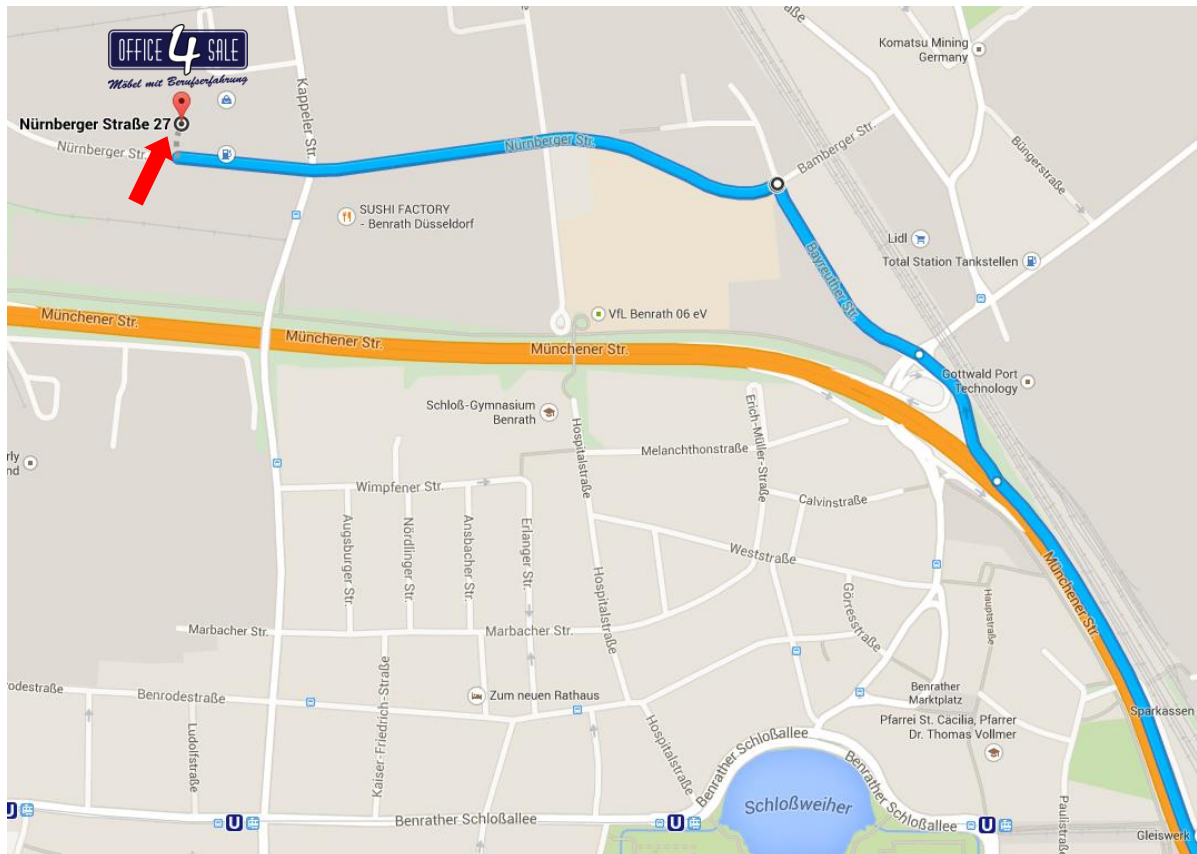 OFFICE 4 SALE
Möbel mit Berufserfahrung
Nürnberger Straße 27
Nürnberger Str.
Kappeler Str.
Nürnberger Str.
Komatsu Mining
Germany
Bamberger Str.
Büngerstraße
SUSHI FACTORY
- Benrath Düsseldorf
Lidl
Total Station Tankstellen
Bayreuther Str.
VfL Benrath 06 eV
Münchener Str.
Münchener Str.
Münchener Str.
Gottwald Port
Technology
Schloß-Gymnasium
Benrath
Hospitalstraße
Erich-Müller-Straße
Melanchthonstraße
Wimpfener Str.
Calvinstraße
Augsburger Str.
Nördlinger Str.
Ansbacher Str.
Erlanger Str.
Weststraße
Münchener Str.
Hospitalstraße
Görresstraße
Hauptstraße
Marbacher Str.
Marbacher Str.
rodestraße
Benrodestraße
Kaiser-Friedrich-Straße
Zum neuen Rathaus
Benrather
Marktplatz
Sparkassen
Pfarrei St. Cäcilia, Pfarrer
Dr. Thomas Vollmer
Ludolfstraße
Hospitalstraße
Benrather Schloßallee
Schloßweiher
Benrather Schloßallee
Benrather Schloßallee
Paulistraße
Gleiswerk
U
U
U
U